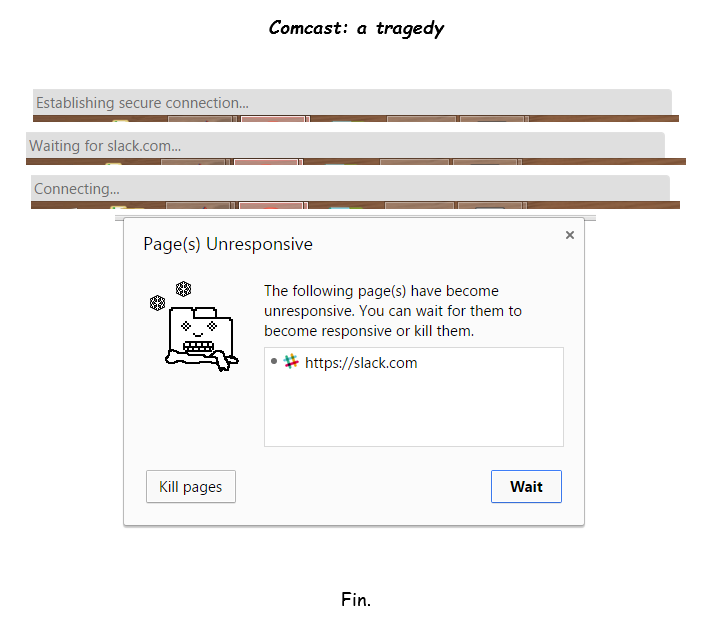 Comcast: a tragedy
Establishing secure connection...
Waiting for slack.com...
Connecting...
Page(s) Unresponsive
The following page(s) have become
unresponsive. You can wait for them to
become responsive or kill them.
https://slack.com
Kill pages
Wait
Fin.